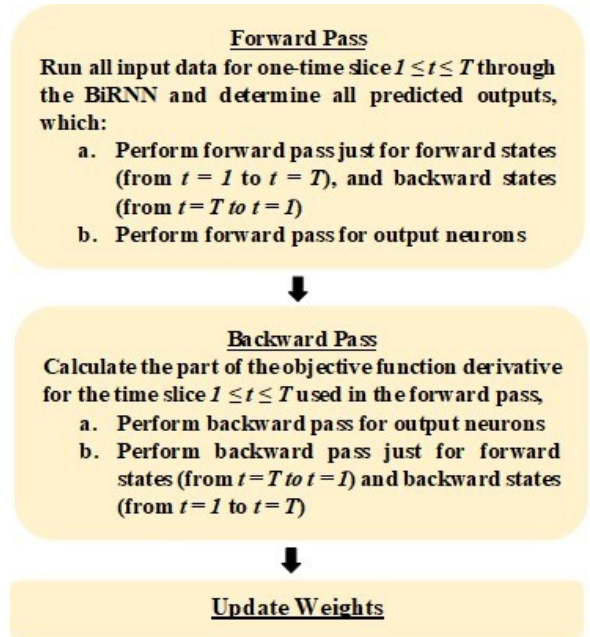 Forward Pass
Run all input data for one-time slice 1 ≤ t ≤ T through
the BiRNN and determine all predicted outputs,
which:
a. Perform forward pass just for forward states
(from t = 1 to t = T), and backward states
(from t = T to t = 1)
b. Perform forward pass for output neurons
Backward Pass
Calculate the part of the objective function derivative
for the time slice 1 ≤ t ≤ T used in the forward pass,
a. Perform backward pass for output neurons
b. Perform backward pass just for forward
states (from t = T to t = 1) and backward states
(from t = 1 to t = T)
Update Weights